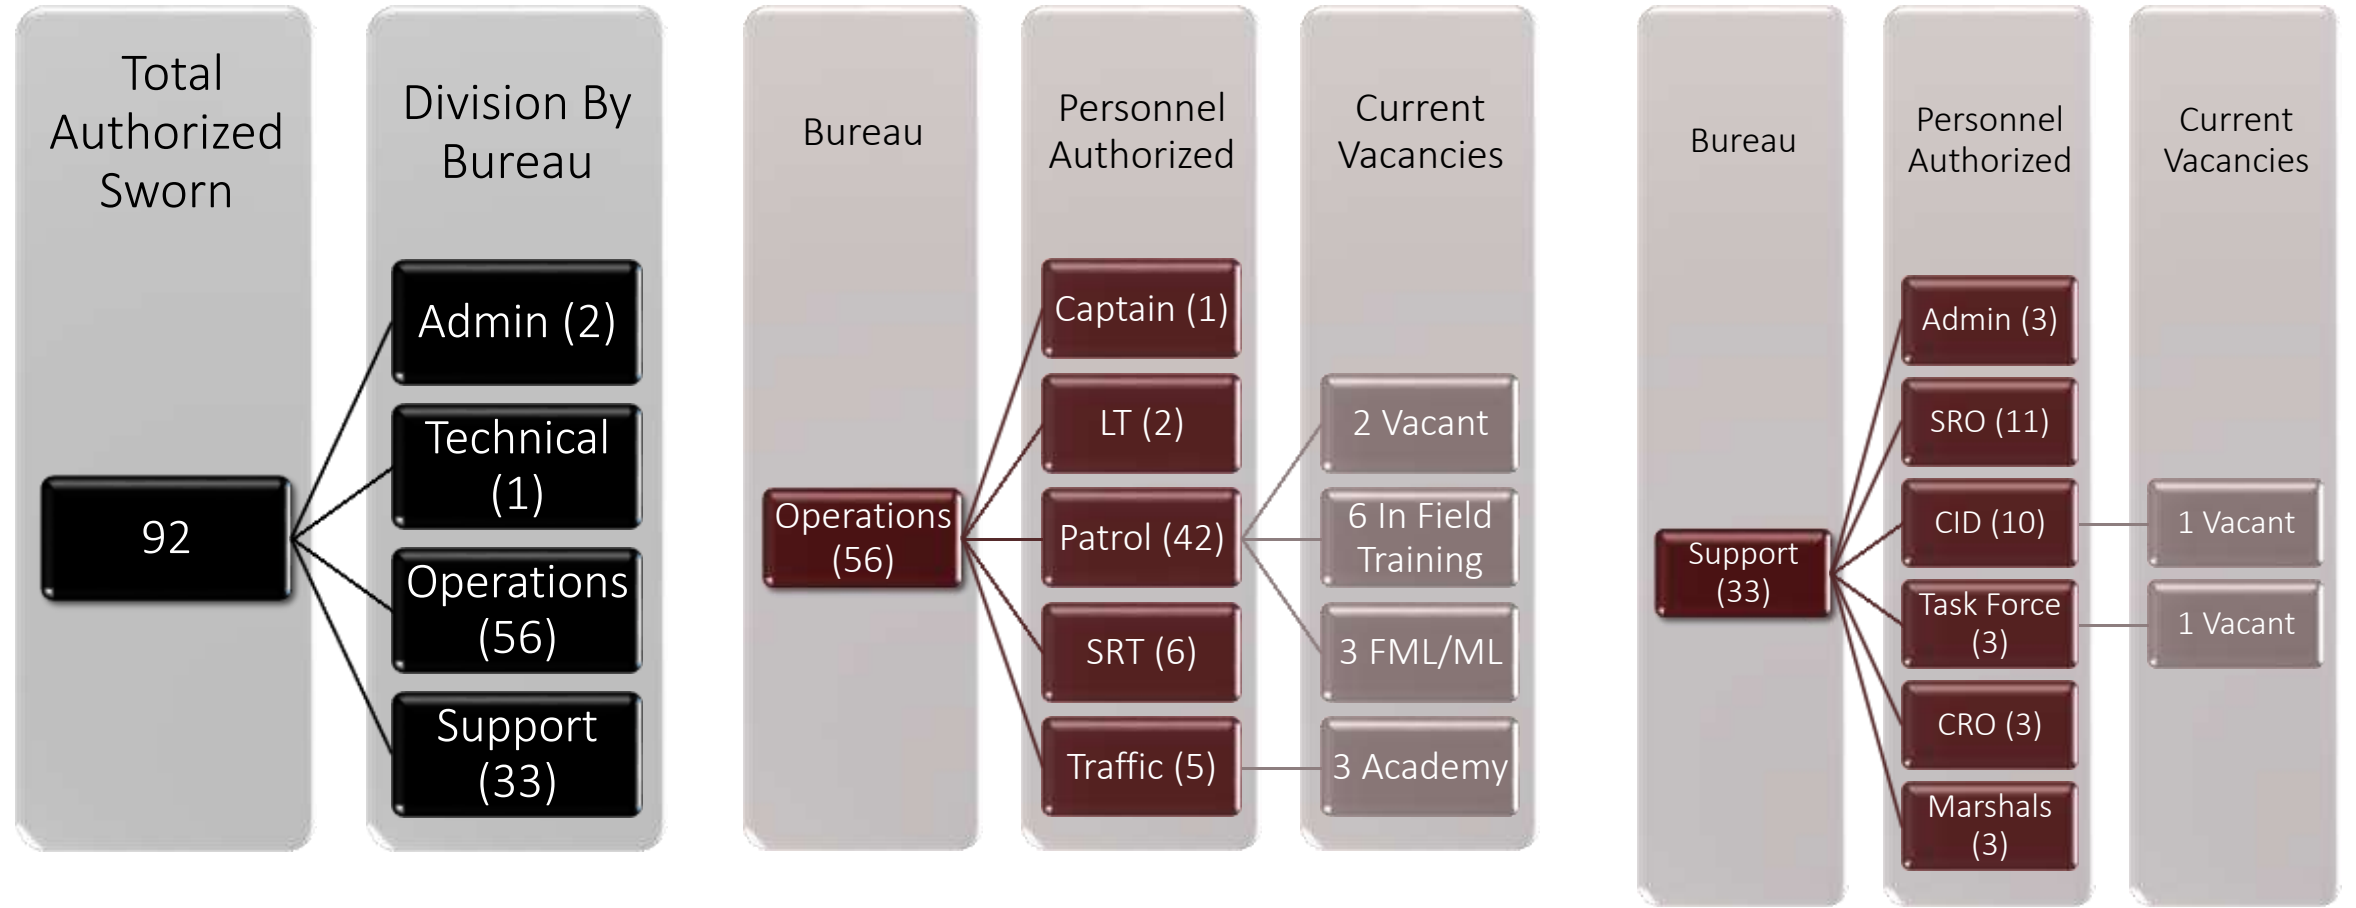 Total
Authorized
Sworn
92
Division By
Bureau
Admin (2)
Technical
(1)
Operations
(56)
Support
(33)
Bureau
Operations
(56)
Personnel
Authorized
Captain (1)
LT (2)
Patrol (42)
SRT (6)
Traffic (5)
Current
Vacancies
2 Vacant
6 In Field
Training
3 FML/ML
3 Academy
Bureau
Support
(33)
Personnel
Authorized
Admin (3)
SRO (11)
CID (10)
Task Force
(3)
CRO (3)
Marshals
(3)
Current
Vacancies
1 Vacant
1 Vacant